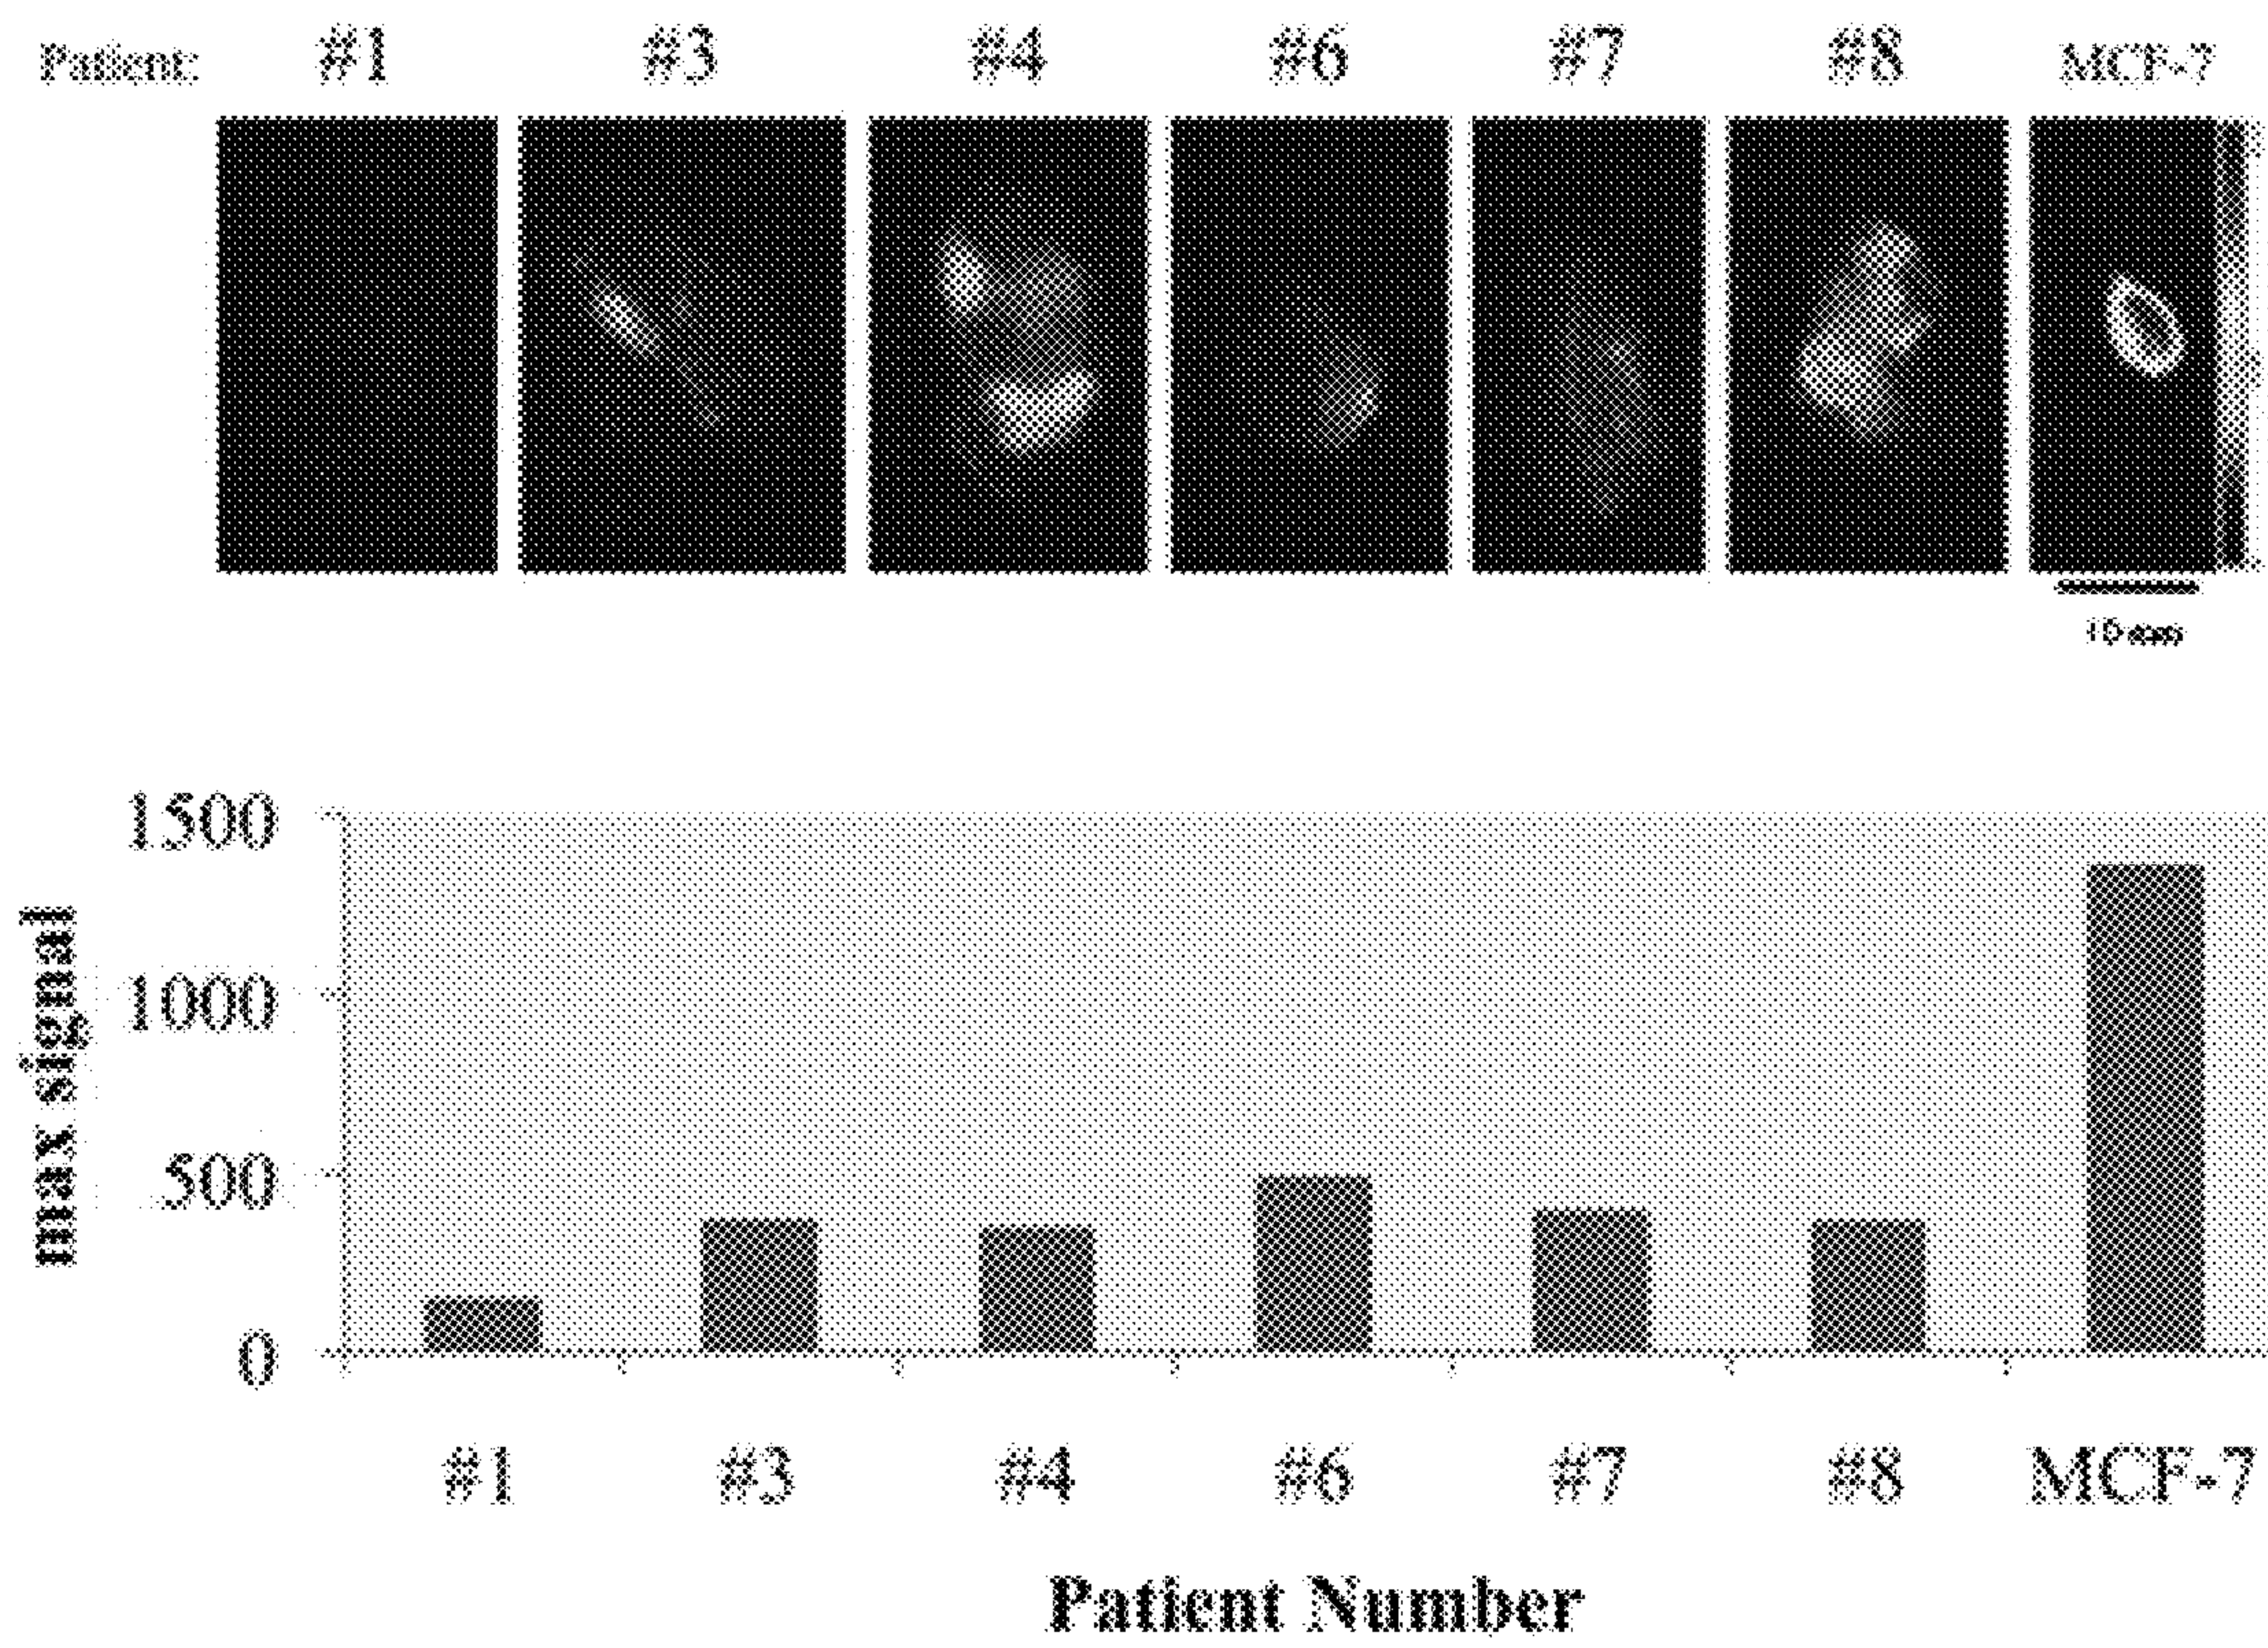 Patient: #1 #3 #4 #6 #7 #8 MCF-7
10 mm
1500
1000
500
0
max signal
#1 #3 #4 #6 #7 #8 MCF-7
Patient Number